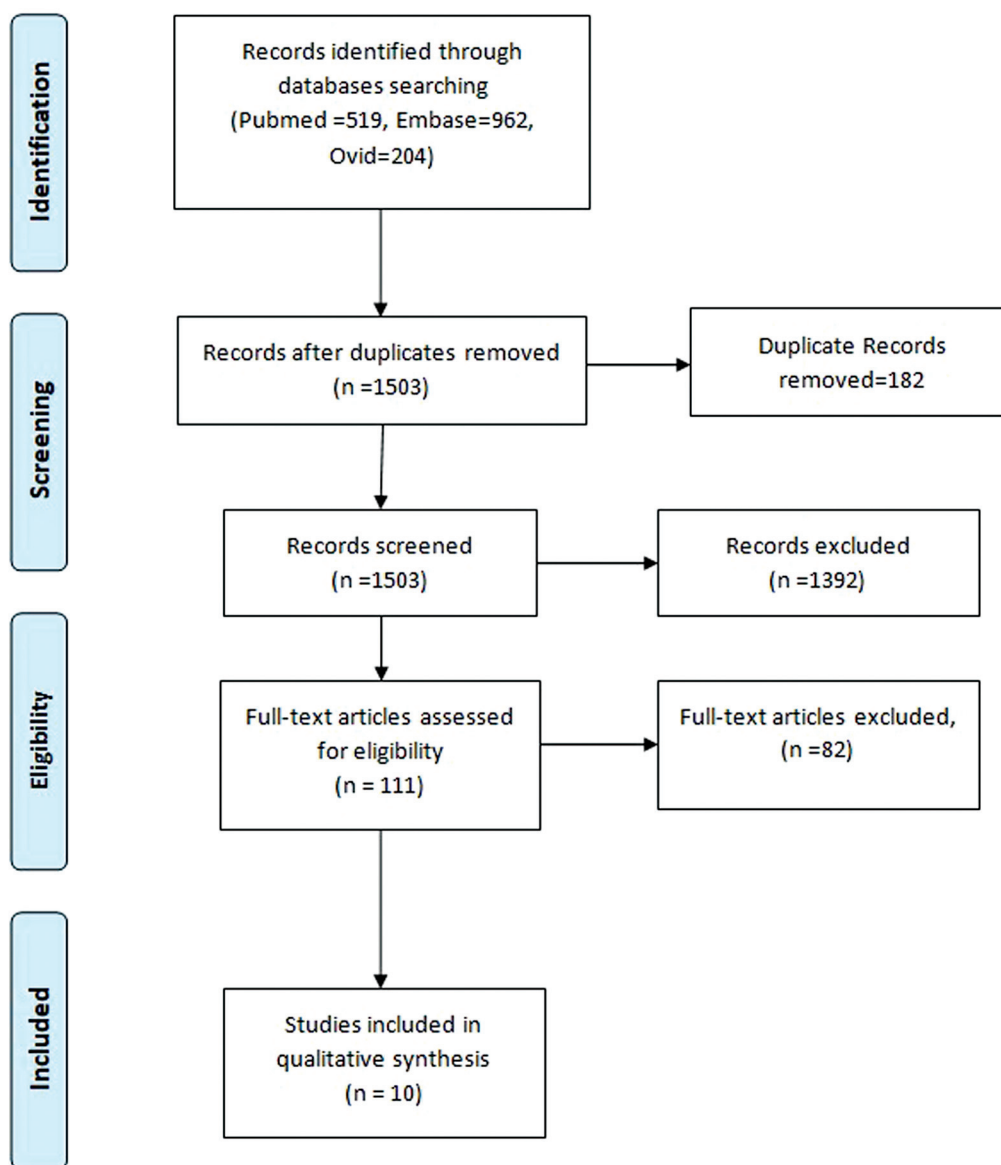 Identification
Records identified through
databases searching
(Pubmed =519, Embase=962,
Ovid=204)
Screening
Records after duplicates removed
(n =1503)
Duplicate Records
removed=182
Records screened
(n =1503)
Records excluded
(n =1392)
Eligibility
Full-text articles assessed
for eligibility
(n = 111)
Full-text articles excluded,
(n =82)
Included
Studies included in
qualitative synthesis
(n = 10)